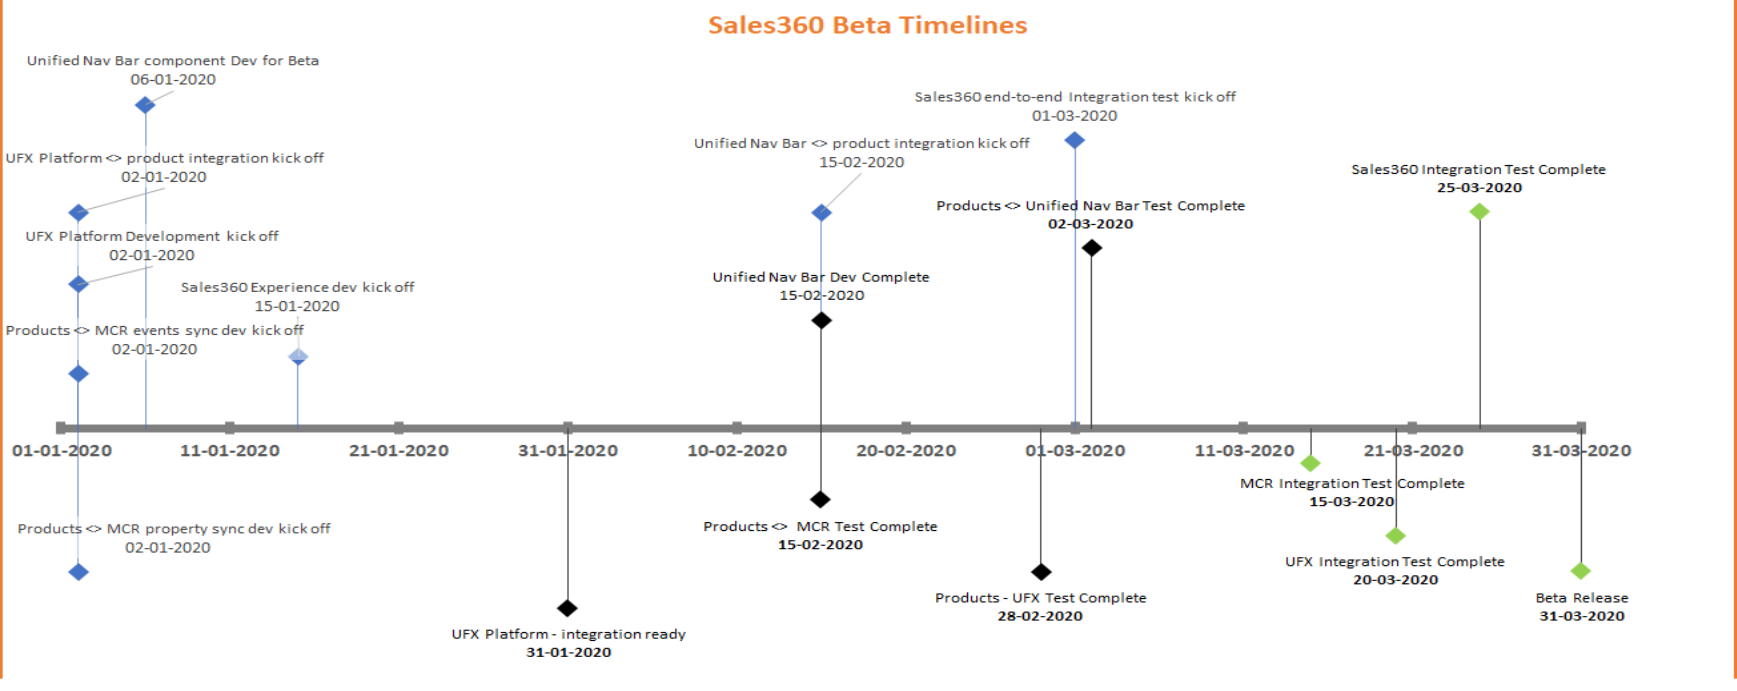 Sales360 Beta Timelines
Unified Nav Bar component Dev for Beta
06-01-2020
UFX Platform <> product integration kick off
02-01-2020
UFX Platform Development kick off
02-01-2020
Sales360 Experience dev kick off
15-01-2020
Products <> MCR events sync dev kick off
02-01-2020
Unified Nav Bar <> product integration kick off
15-02-2020
Unified Nav Bar Dev Complete
15-02-2020
Sales360 end-to-end Integration test kick off
01-03-2020
Products <> Unified Nav Bar Test Complete
02-03-2020
Sales360 Integration Test Complete
25-03-2020
01-01-2020
11-01-2020
21-01-2020
31-01-2020
10-02-2020
20-02-2020
01-03-2020
11-03-2020
21-03-2020
31-03-2020
Products <> MCR property sync dev kick off
02-01-2020
UFX Platform - integration ready
31-01-2020
Products <> MCR Test Complete
15-02-2020
Products - UFX Test Complete
28-02-2020
MCR Integration Test Complete
15-03-2020
UFX Integration Test Complete
20-03-2020
Beta Release
31-03-2020